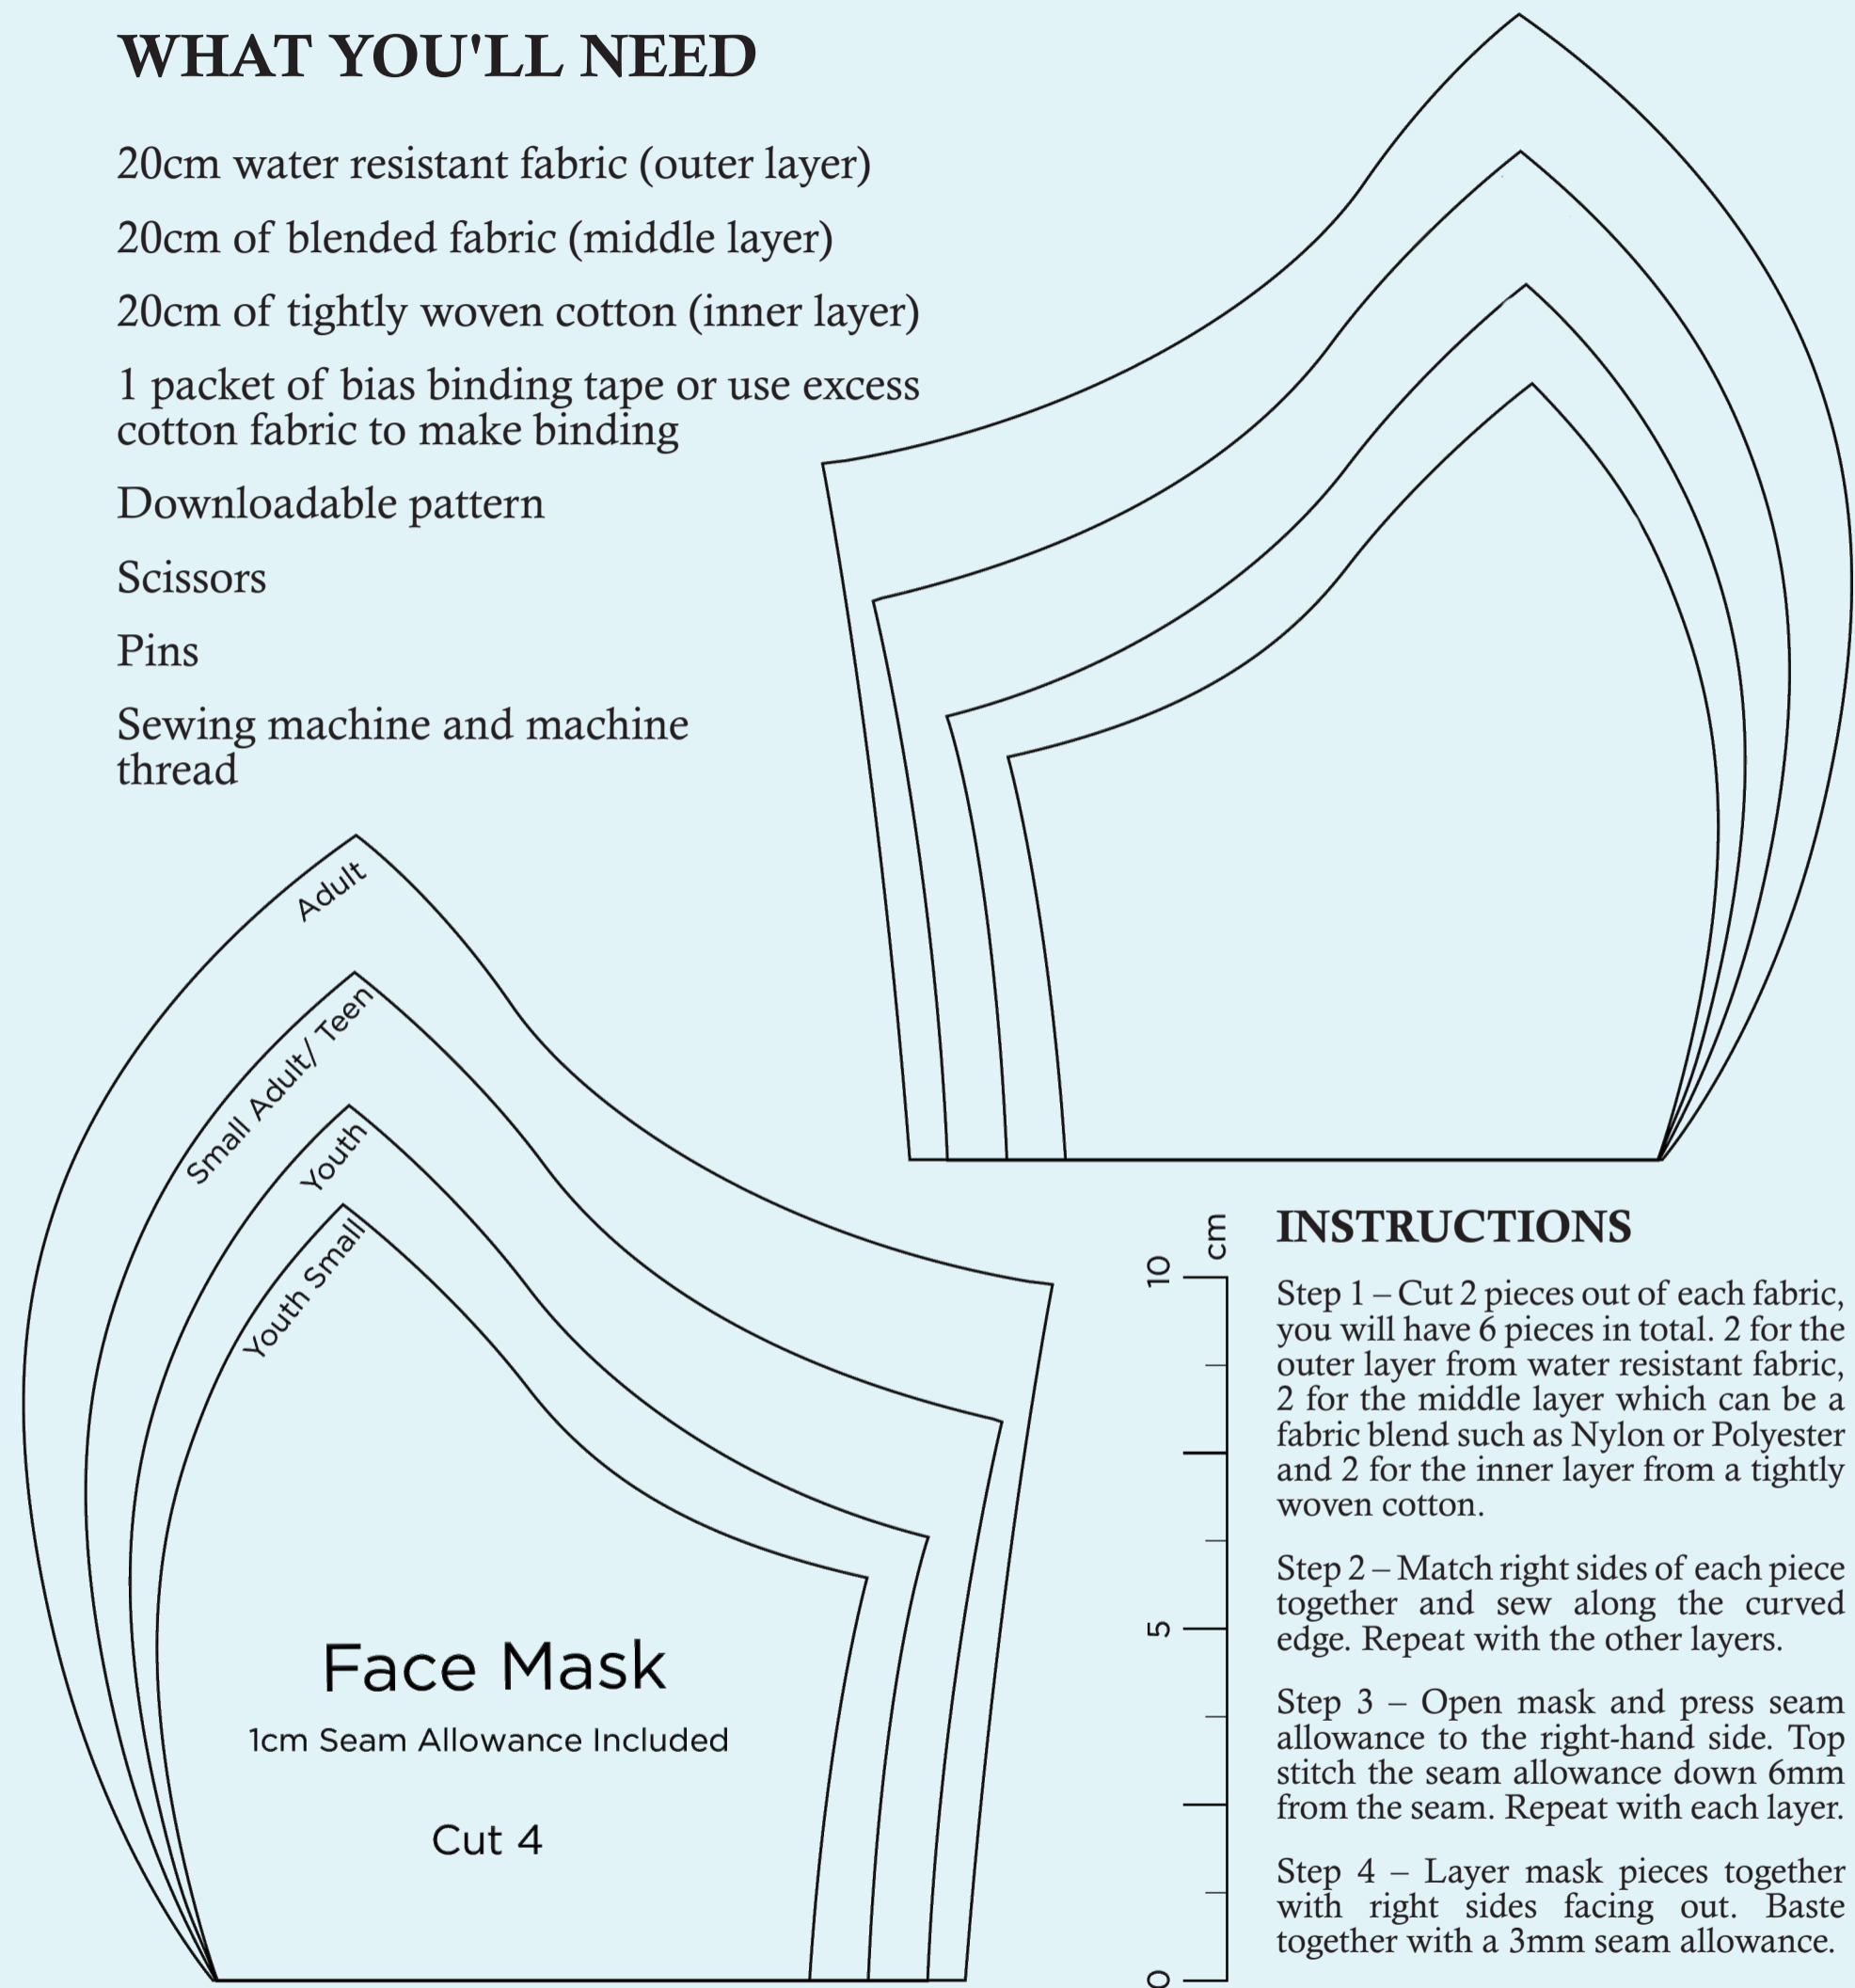 WHAT YOU'LL NEED
20cm water resistant fabric (outer layer)
20cm of blended fabric (middle layer)
20cm of tightly woven cotton (inner layer)
1 packet of bias binding tape or use excess
cotton fabric to make binding
Downloadable pattern
Scissors
Pins
Sewing machine and machine
thread
Adult
Small Adult/ Teen
Youth
Youth Small
Face Mask
1cm Seam Allowance Included
Cut 4
cm
10
5
0
INSTRUCTIONS
Step 1 – Cut 2 pieces out of each fabric,
you will have 6 pieces in total. 2 for the
outer layer from water resistant fabric,
2 for the middle layer which can be a
fabric blend such as Nylon or Polyester
and 2 for the inner layer from a tightly
woven cotton.
Step 2 – Match right sides of each piece
together and sew along the curved
edge. Repeat with the other layers.
Step 3 – Open mask and press seam
allowance to the right-hand side. Top
stitch the seam allowance down 6mm
from the seam. Repeat with each layer.
Step 4 – Layer mask pieces together
with right sides facing out. Baste
together with a 3mm seam allowance.